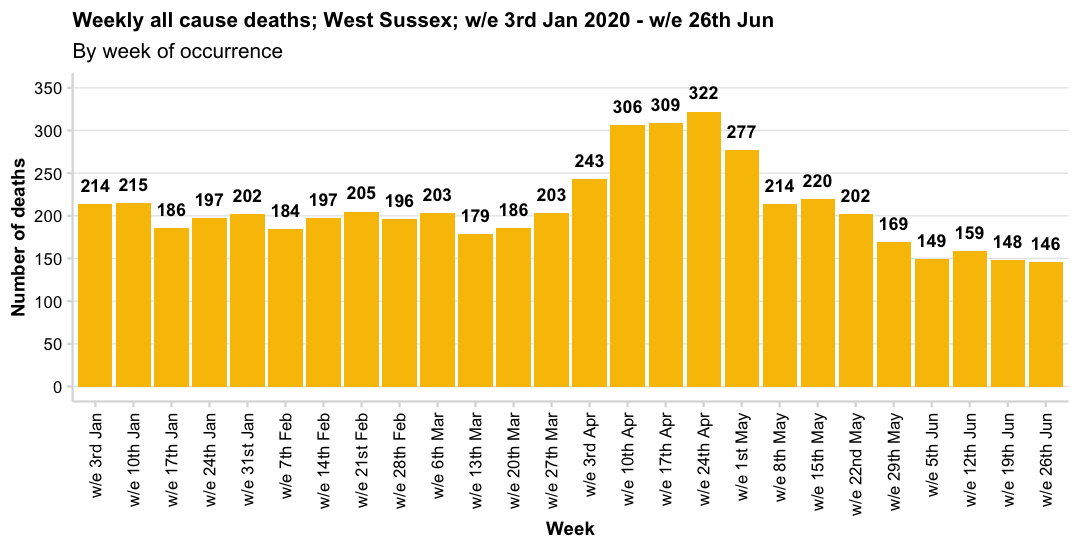 Weekly all cause deaths; West Sussex; w/e 3rd Jan 2020 - w/e 26th Jun
By week of occurrence
Number of deaths
350
300
250
200
150
100
50
0
214 215 186 197 202 184 197 205 196 203 179 186 203 243 306 309 322 277 214 220 202 169 149 159 148 146
w/e 3rd Jan
w/e 10th Jan
w/e 17th Jan
w/e 24th Jan
w/e 31st Jan
w/e 7th Feb
w/e 14th Feb
w/e 21st Feb
w/e 28th Feb
w/e 6th Mar
w/e 13th Mar
w/e 20th Mar
w/e 27th Mar
w/e 3rd Apr
w/e 10th Apr
w/e 17th Apr
w/e 24th Apr
w/e 1st May
w/e 8th May
w/e 15th May
w/e 22nd May
w/e 29th May
w/e 5th Jun
w/e 12th Jun
w/e 19th Jun
w/e 26th Jun
Week